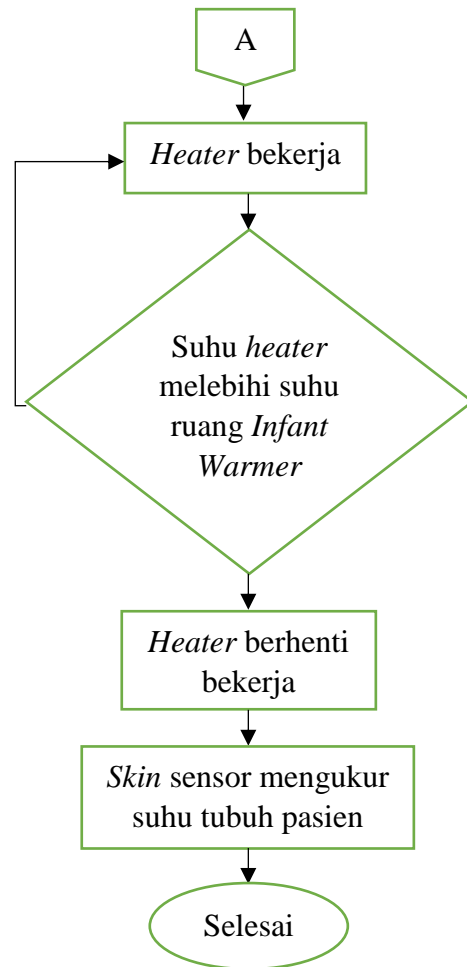 A
Heater bekerja
Suhu heater
melebihi suhu
ruang Infant
Warmer
Heater berhenti
bekerja
Skin sensor mengukur
suhu tubuh pasien
Selesai